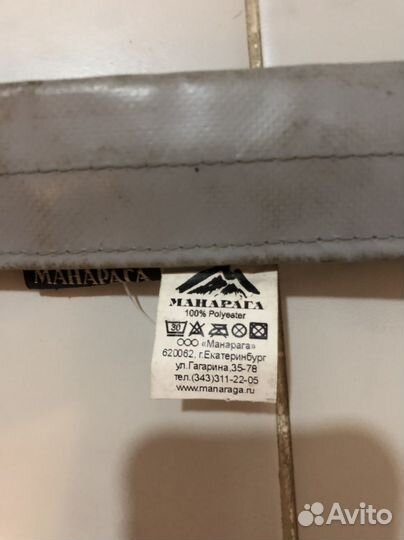 МАНАРАГА
МАНАРАГА
100% Polyester
30
ООО «Манарага»
620062, г.Екатеринбург
ул.Гагарина,35-78
тел.(343)311-22-05
www.manaraga.ru
Avito